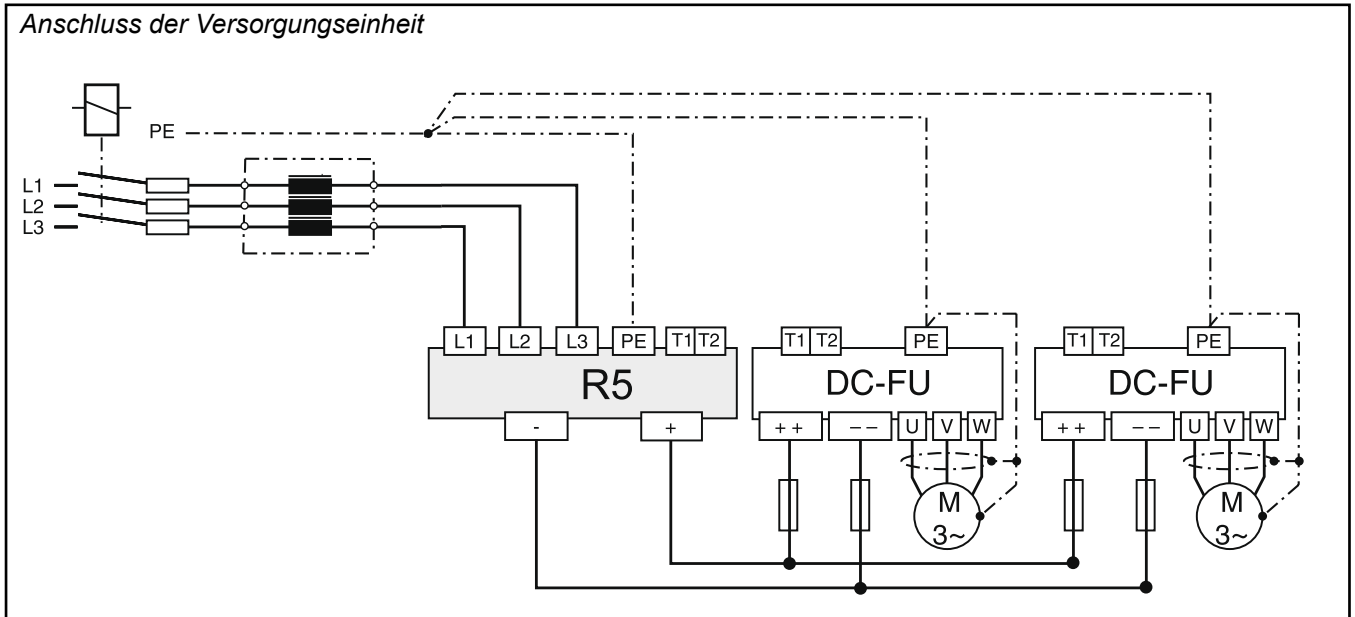 Anschluss der Versorgungseinheit
PE
L1
L2
L3
L1 L2 L3 PE T1 T2
T1 T2 PE
T1 T2 PE
R5
DC-FU
DC-FU
- +
++ −− U V W
++ −− U V W
M
3~
M
3~